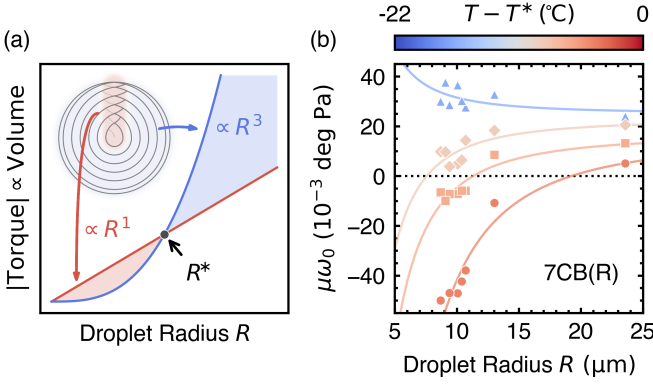 -22
T − T* (℃)
0
(a)
(b)
|Torque| ∝ Volume
∝ R³
∝ R¹
R*
Droplet Radius R
μω₀ (10⁻³ deg Pa)
40
20
0
−20
−40
7CB(R)
5
10
15
20
25
Droplet Radius R (μm)